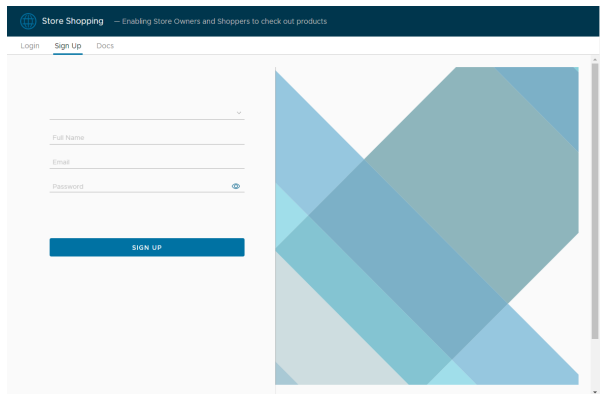 Store Shopping — Enabling Store Owners and Shoppers to check out products
Login Sign Up Docs
Full Name
Email
Password
SIGN UP